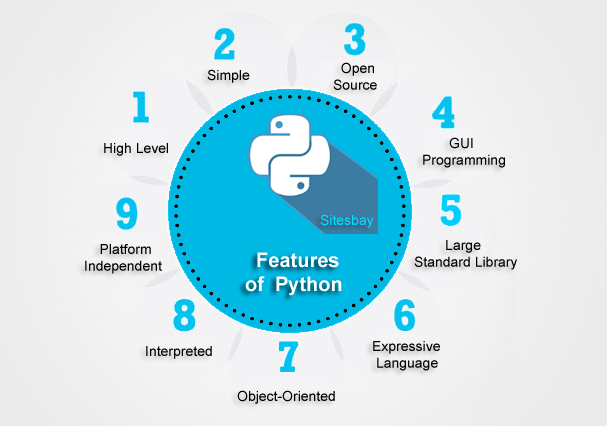 1
High Level
2
Simple
3
Open
Source
4
GUI
Programming
5
Large
Standard Library
6
Expressive
Language
7
Object-Oriented
8
Interpreted
9
Platform
Independent
Sitesbay
Features
of Python